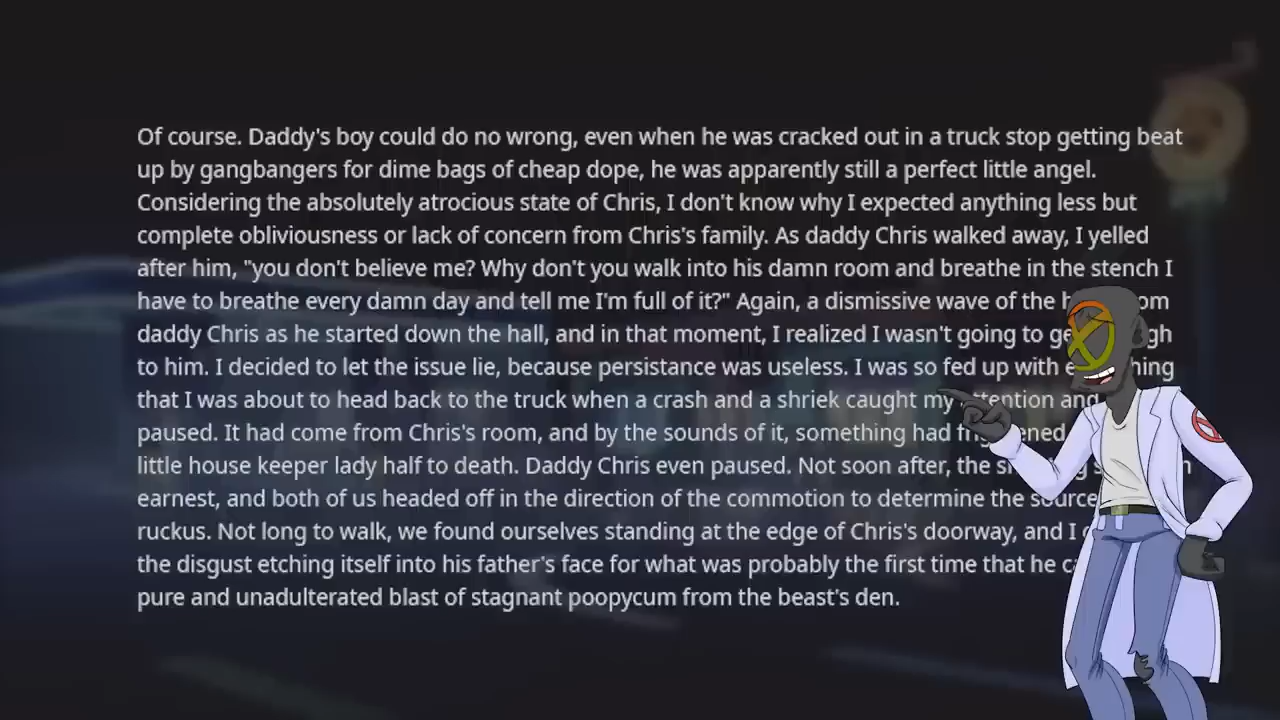 Of course. Daddy's boy could do no wrong, even when he was cracked out in a truck stop getting beat
up by gangbangers for dime bags of cheap dope, he was apparently still a perfect little angel.
Considering the absolutely atrocious state of Chris, I don't know why I expected anything less but
complete obliviousness or lack of concern from Chris's family. As daddy Chris walked away, I yelled
after him, "you don't believe me? Why don't you walk into his damn room and breathe in the stench I
have to breathe every damn day and tell me I'm full of it?" Again, a dismissive wave of the
daddy Chris as he started down the hall, and in that moment, I realized I wasn't going to
to him. I decided to let the issue lie, because persistance was useless. I was so fed up with
that I was about to head back to the truck when a crash and a shriek caught my attention and
paused. It had come from Chris's room, and by the sounds of it, something had
little house keeper lady half to death. Daddy Chris even paused. Not soon after, the
earnest, and both of us headed off in the direction of the commotion to determine the source
ruckus. Not long to walk, we found ourselves standing at the edge of Chris's doorway, and I
the disgust etching itself into his father's face for what was probably the first time that he
pure and unadulterated blast of stagnant poopycum from the beast's den.